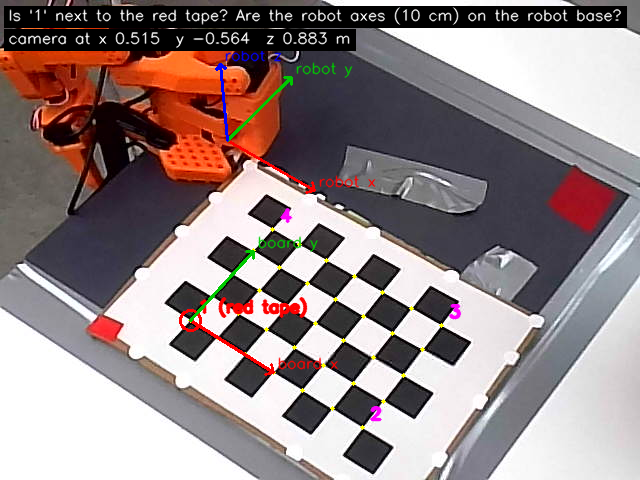 Is '1' next to the red tape? Are the robot axes (10 cm) on the robot base?
camera at x 0.515 y −0.564 z 0.883 m
robot z
robot y
robot x
4
board y
1 (red tape)
3
board x
2